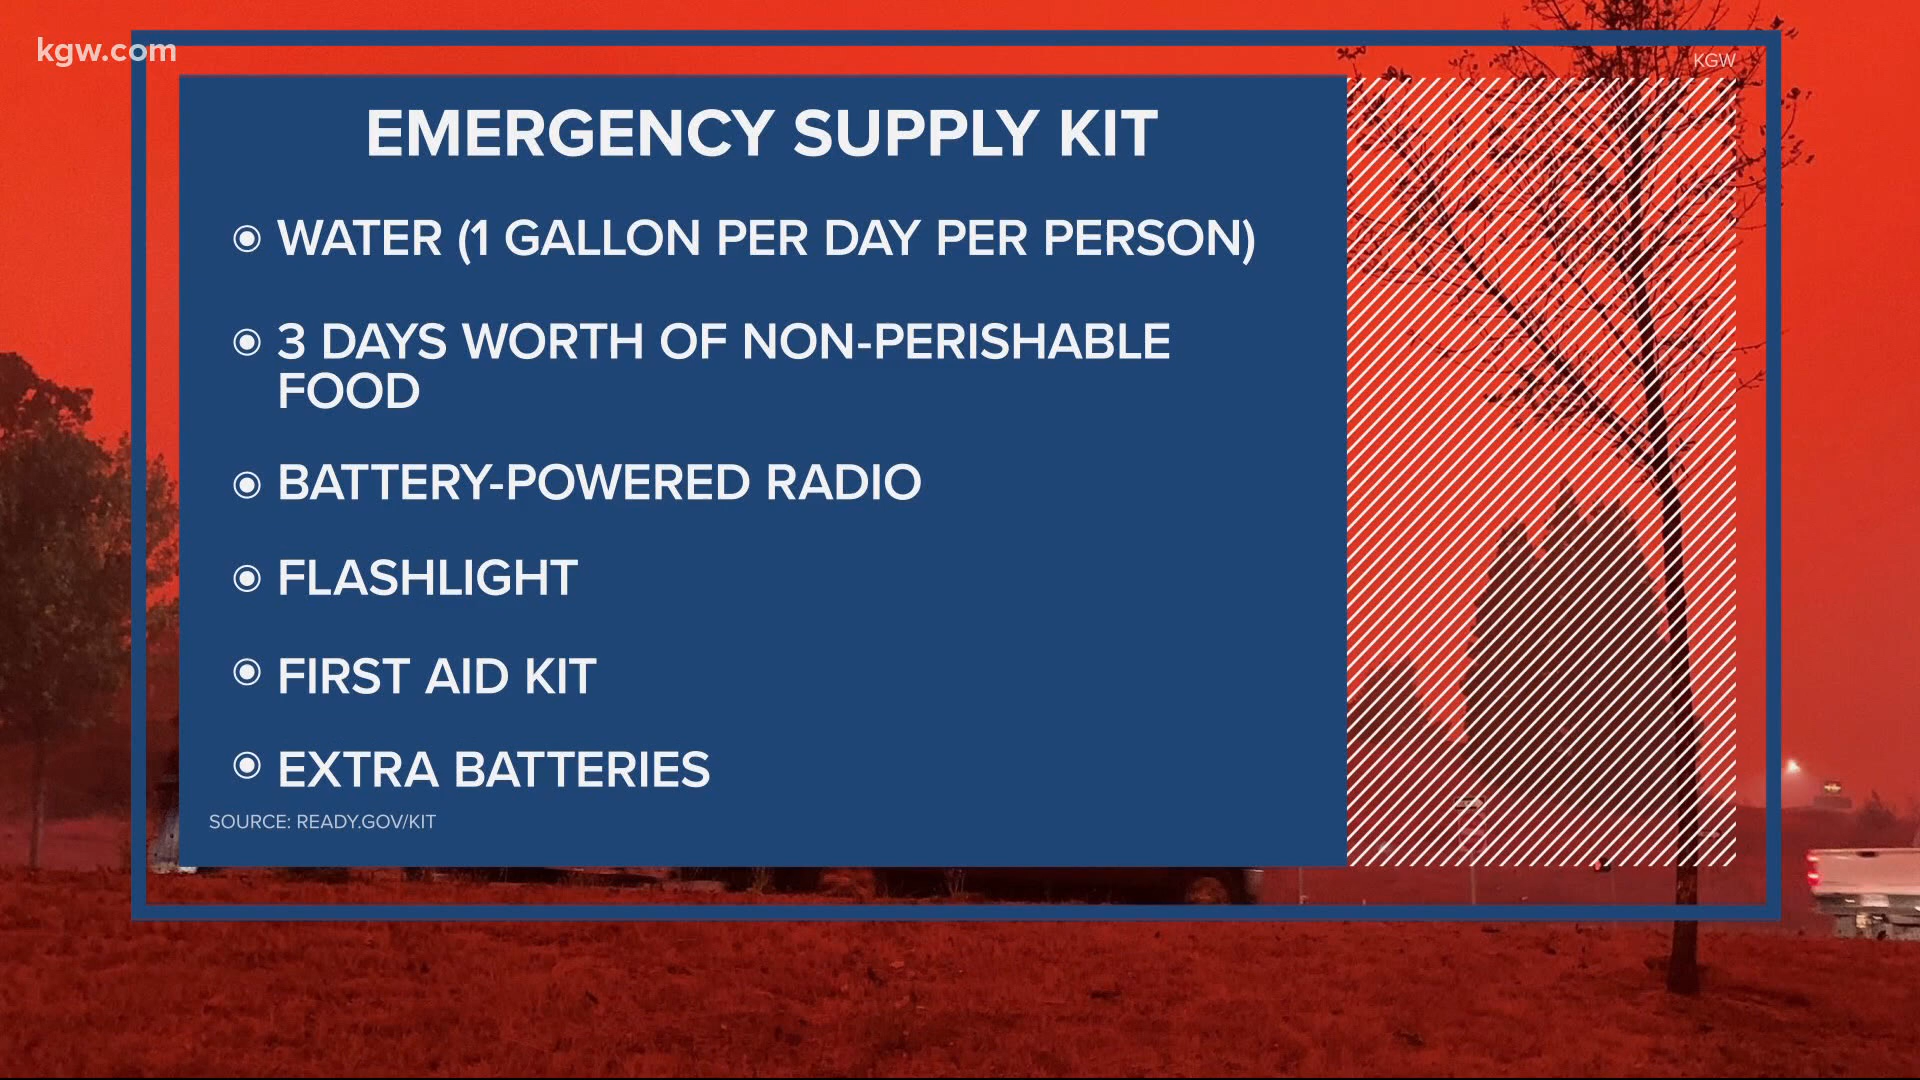 kgw.com
KGW
EMERGENCY SUPPLY KIT
WATER (1 GALLON PER DAY PER PERSON)
3 DAYS WORTH OF NON-PERISHABLE
FOOD
BATTERY-POWERED RADIO
FLASHLIGHT
FIRST AID KIT
EXTRA BATTERIES
SOURCE: READY.GOV/KIT